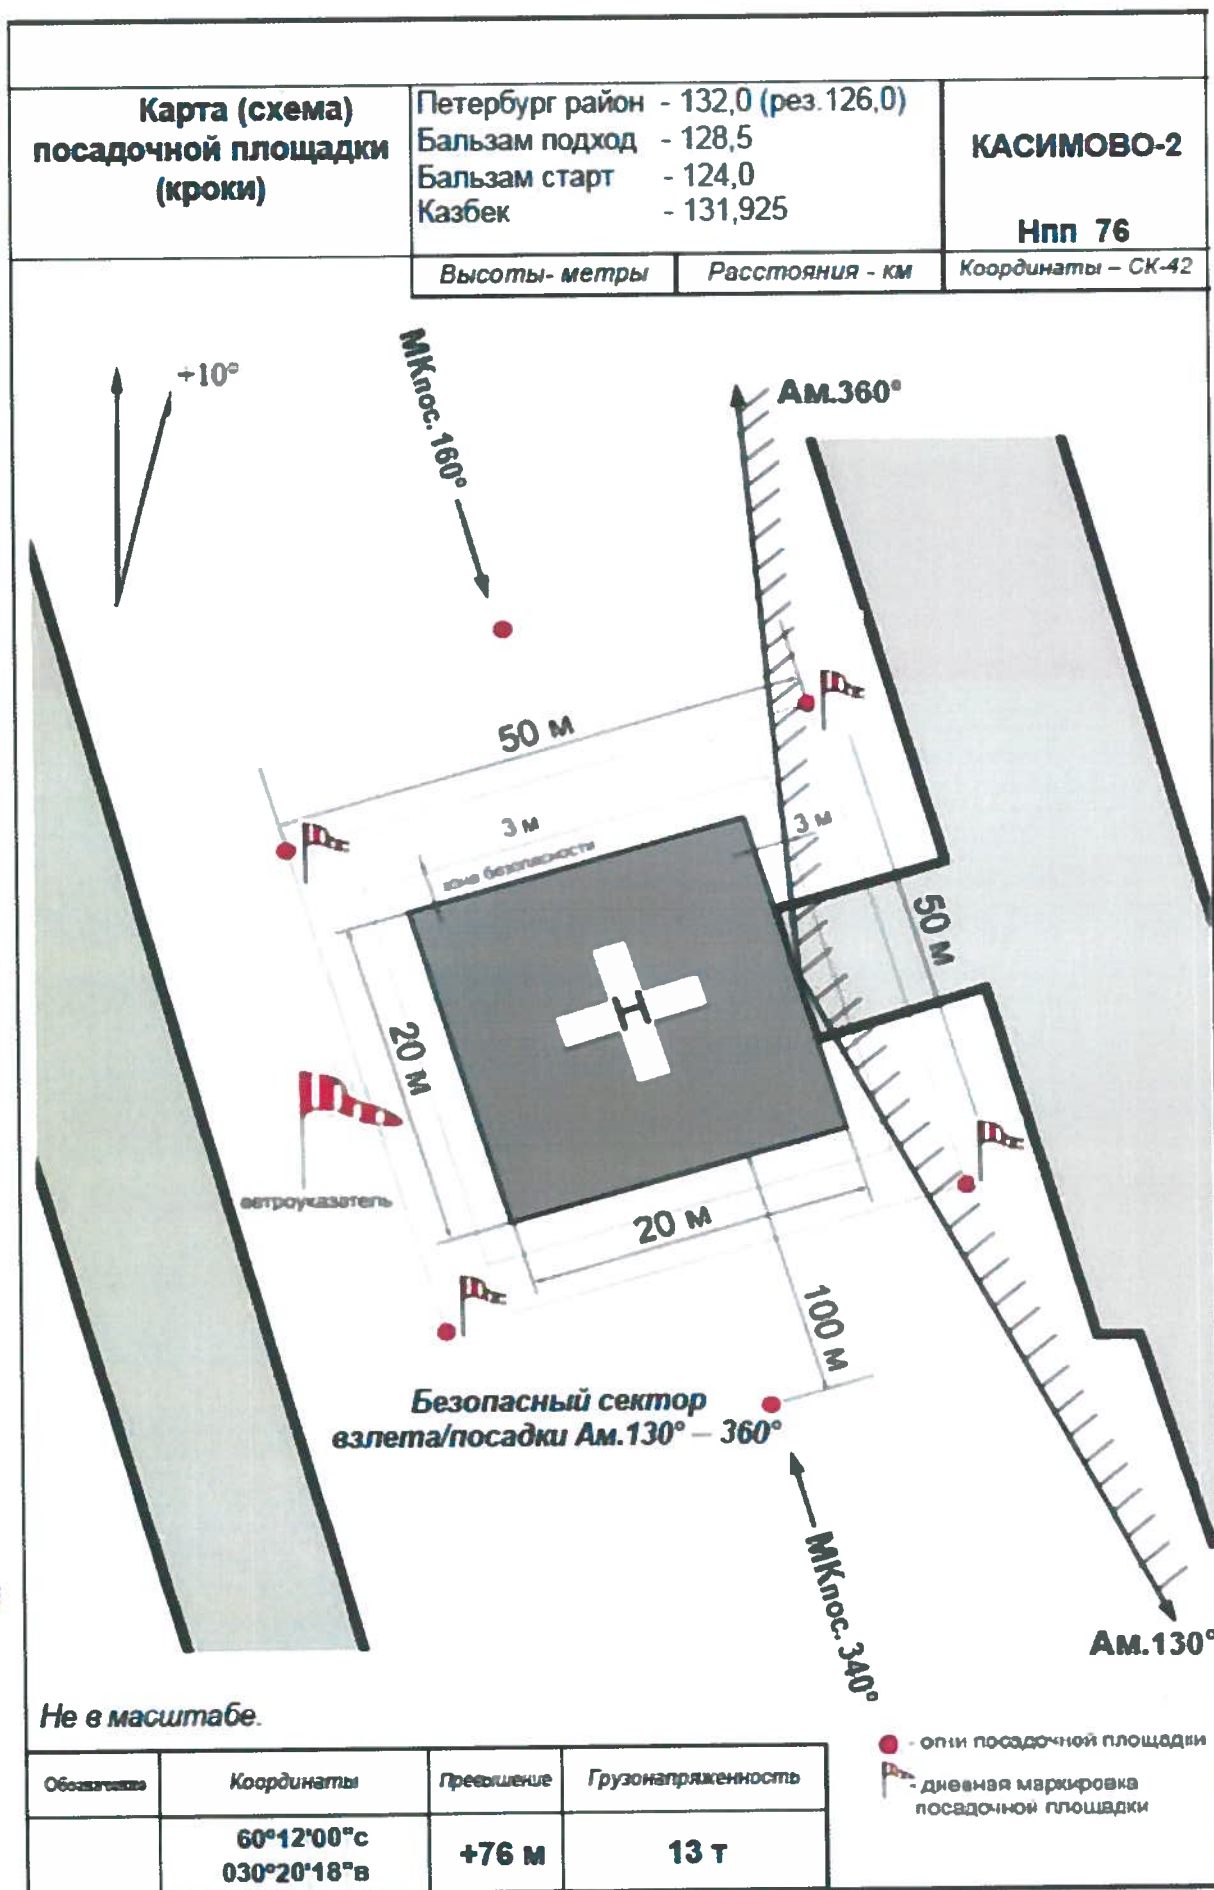 Карта (схема)
посадочной площадки
(кроки)
Петербург район - 132,0 (рез.126,0)
Бальзам подход - 128,5
Бальзам старт - 124,0
Казбек - 131,925
КАСИМОВО-2
Нпп 76
Высоты- метры
Расстояния - км
Координаты – СК-42
+10°
МКпос. 160°
Ам.360°
50 м
3 м
3 м
зона безопасности
50 м
20 м
ветроуказатель
20 м
100 м
Безопасный сектор
взлета/посадки Ам.130° – 360°
МКпос. 340°
Ам.130°
Не в масштабе.
- огни посадочной площадки
- дневная маркировка
посадочной площадки
Обозначение
Координаты
Превышение
Грузонапряженность
60°12'00"с
030°20'18"в
+76 м
13 т